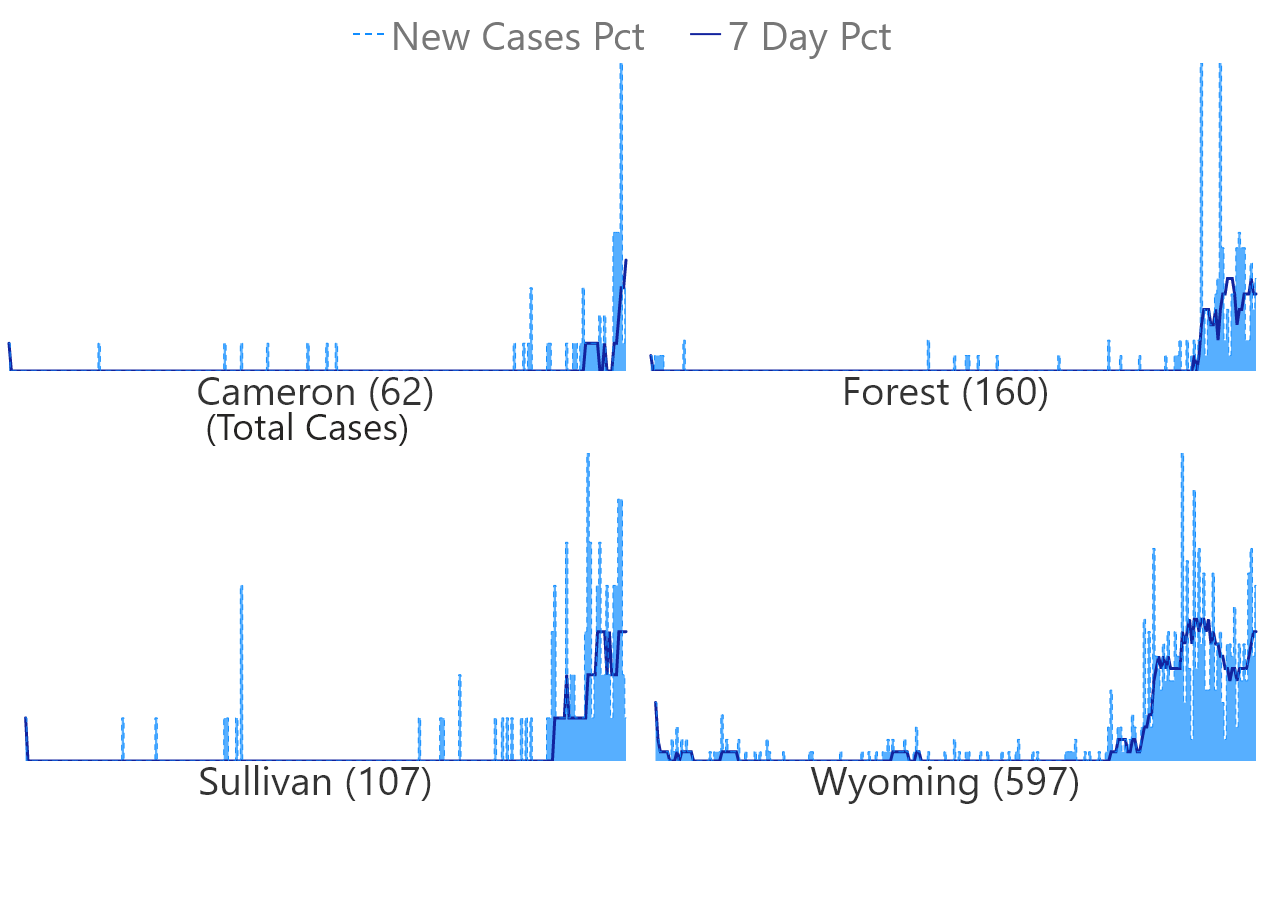 New Cases Pct 7 Day Pct
Cameron (62) Forest (160)
(Total Cases)
Sullivan (107) Wyoming (597)